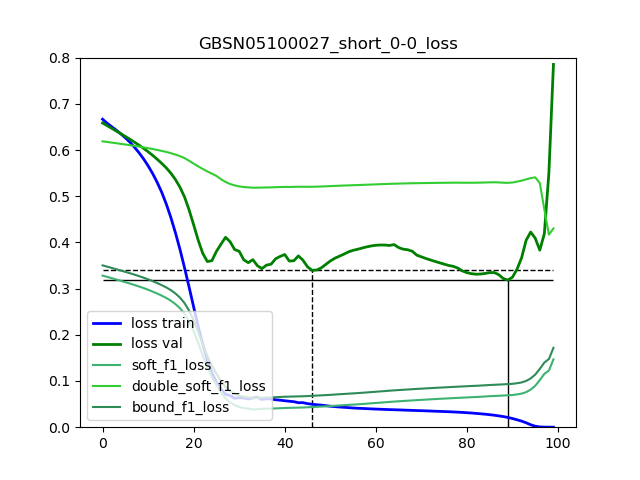 GBSN05100027_short_0-0_loss
0.8
0.7
0.6
0.5
0.4
0.3
0.2
0.1
0.0
loss train
loss val
soft_f1_loss
double_soft_f1_loss
bound_f1_loss
0 20 40 60 80 100